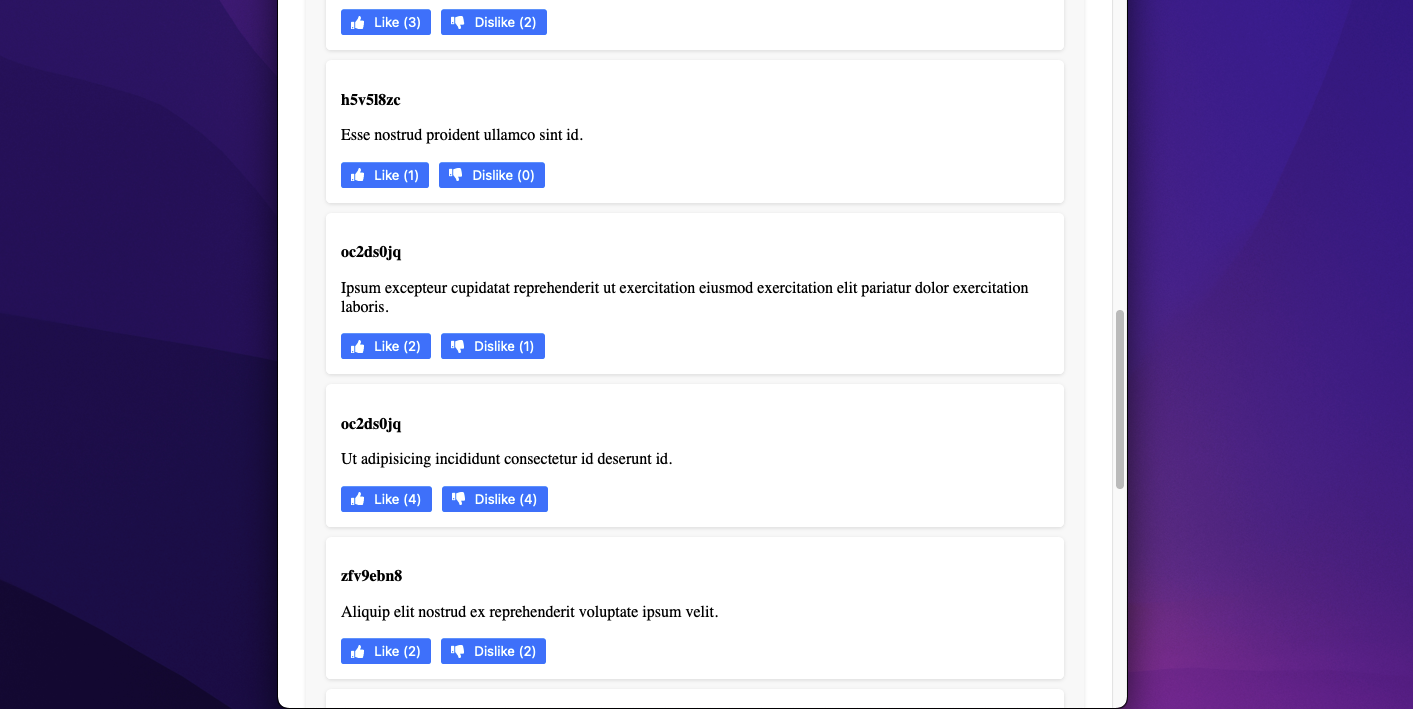 Like (3) Dislike (2)
h5v5l8zc
Esse nostrud proident ullamco sint id.
Like (1) Dislike (0)
oc2ds0jq
Ipsum excepteur cupidatat reprehenderit ut exercitation eiusmod exercitation elit pariatur dolor exercitation
laboris.
Like (2) Dislike (1)
oc2ds0jq
Ut adipisicing incididunt consectetur id deserunt id.
Like (4) Dislike (4)
zfv9ebn8
Aliquip elit nostrud ex reprehenderit voluptate ipsum velit.
Like (2) Dislike (2)